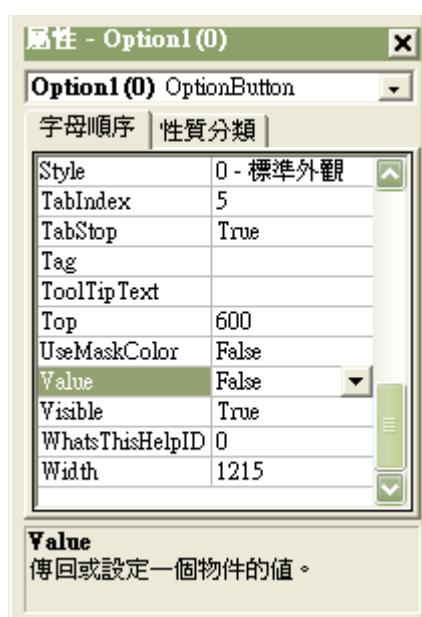 屬性 - Option1(0)
Option1(0) OptionButton
字母順序 性質分類
Style 0 - 標準外觀
TabIndex 5
TabStop True
Tag
ToolTipText
Top 600
UseMaskColor False
Value False
Visible True
WhatsThisHelpID 0
Width 1215
Value
傳回或設定一個物件的值。